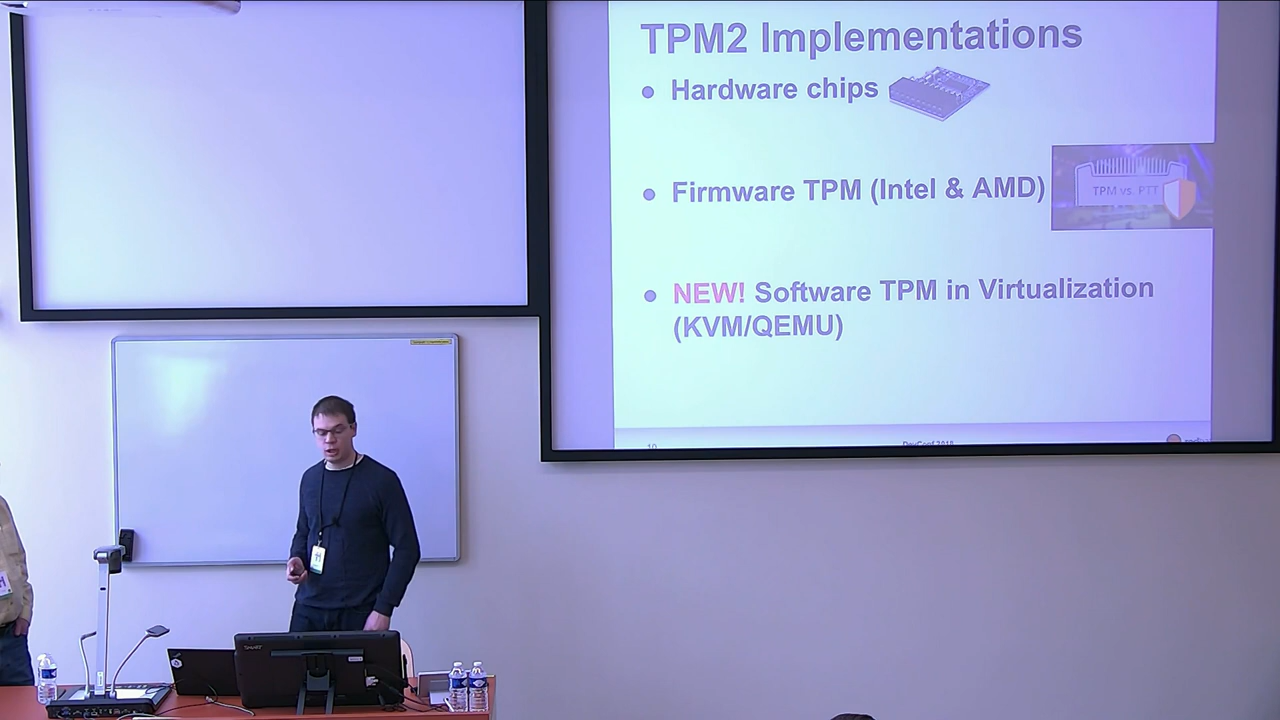 TPM2 Implementations
Hardware chips
Firmware TPM (Intel & AMD)
TPM vs. PTT
NEW! Software TPM in Virtualization
(KVM/QEMU)
SMART